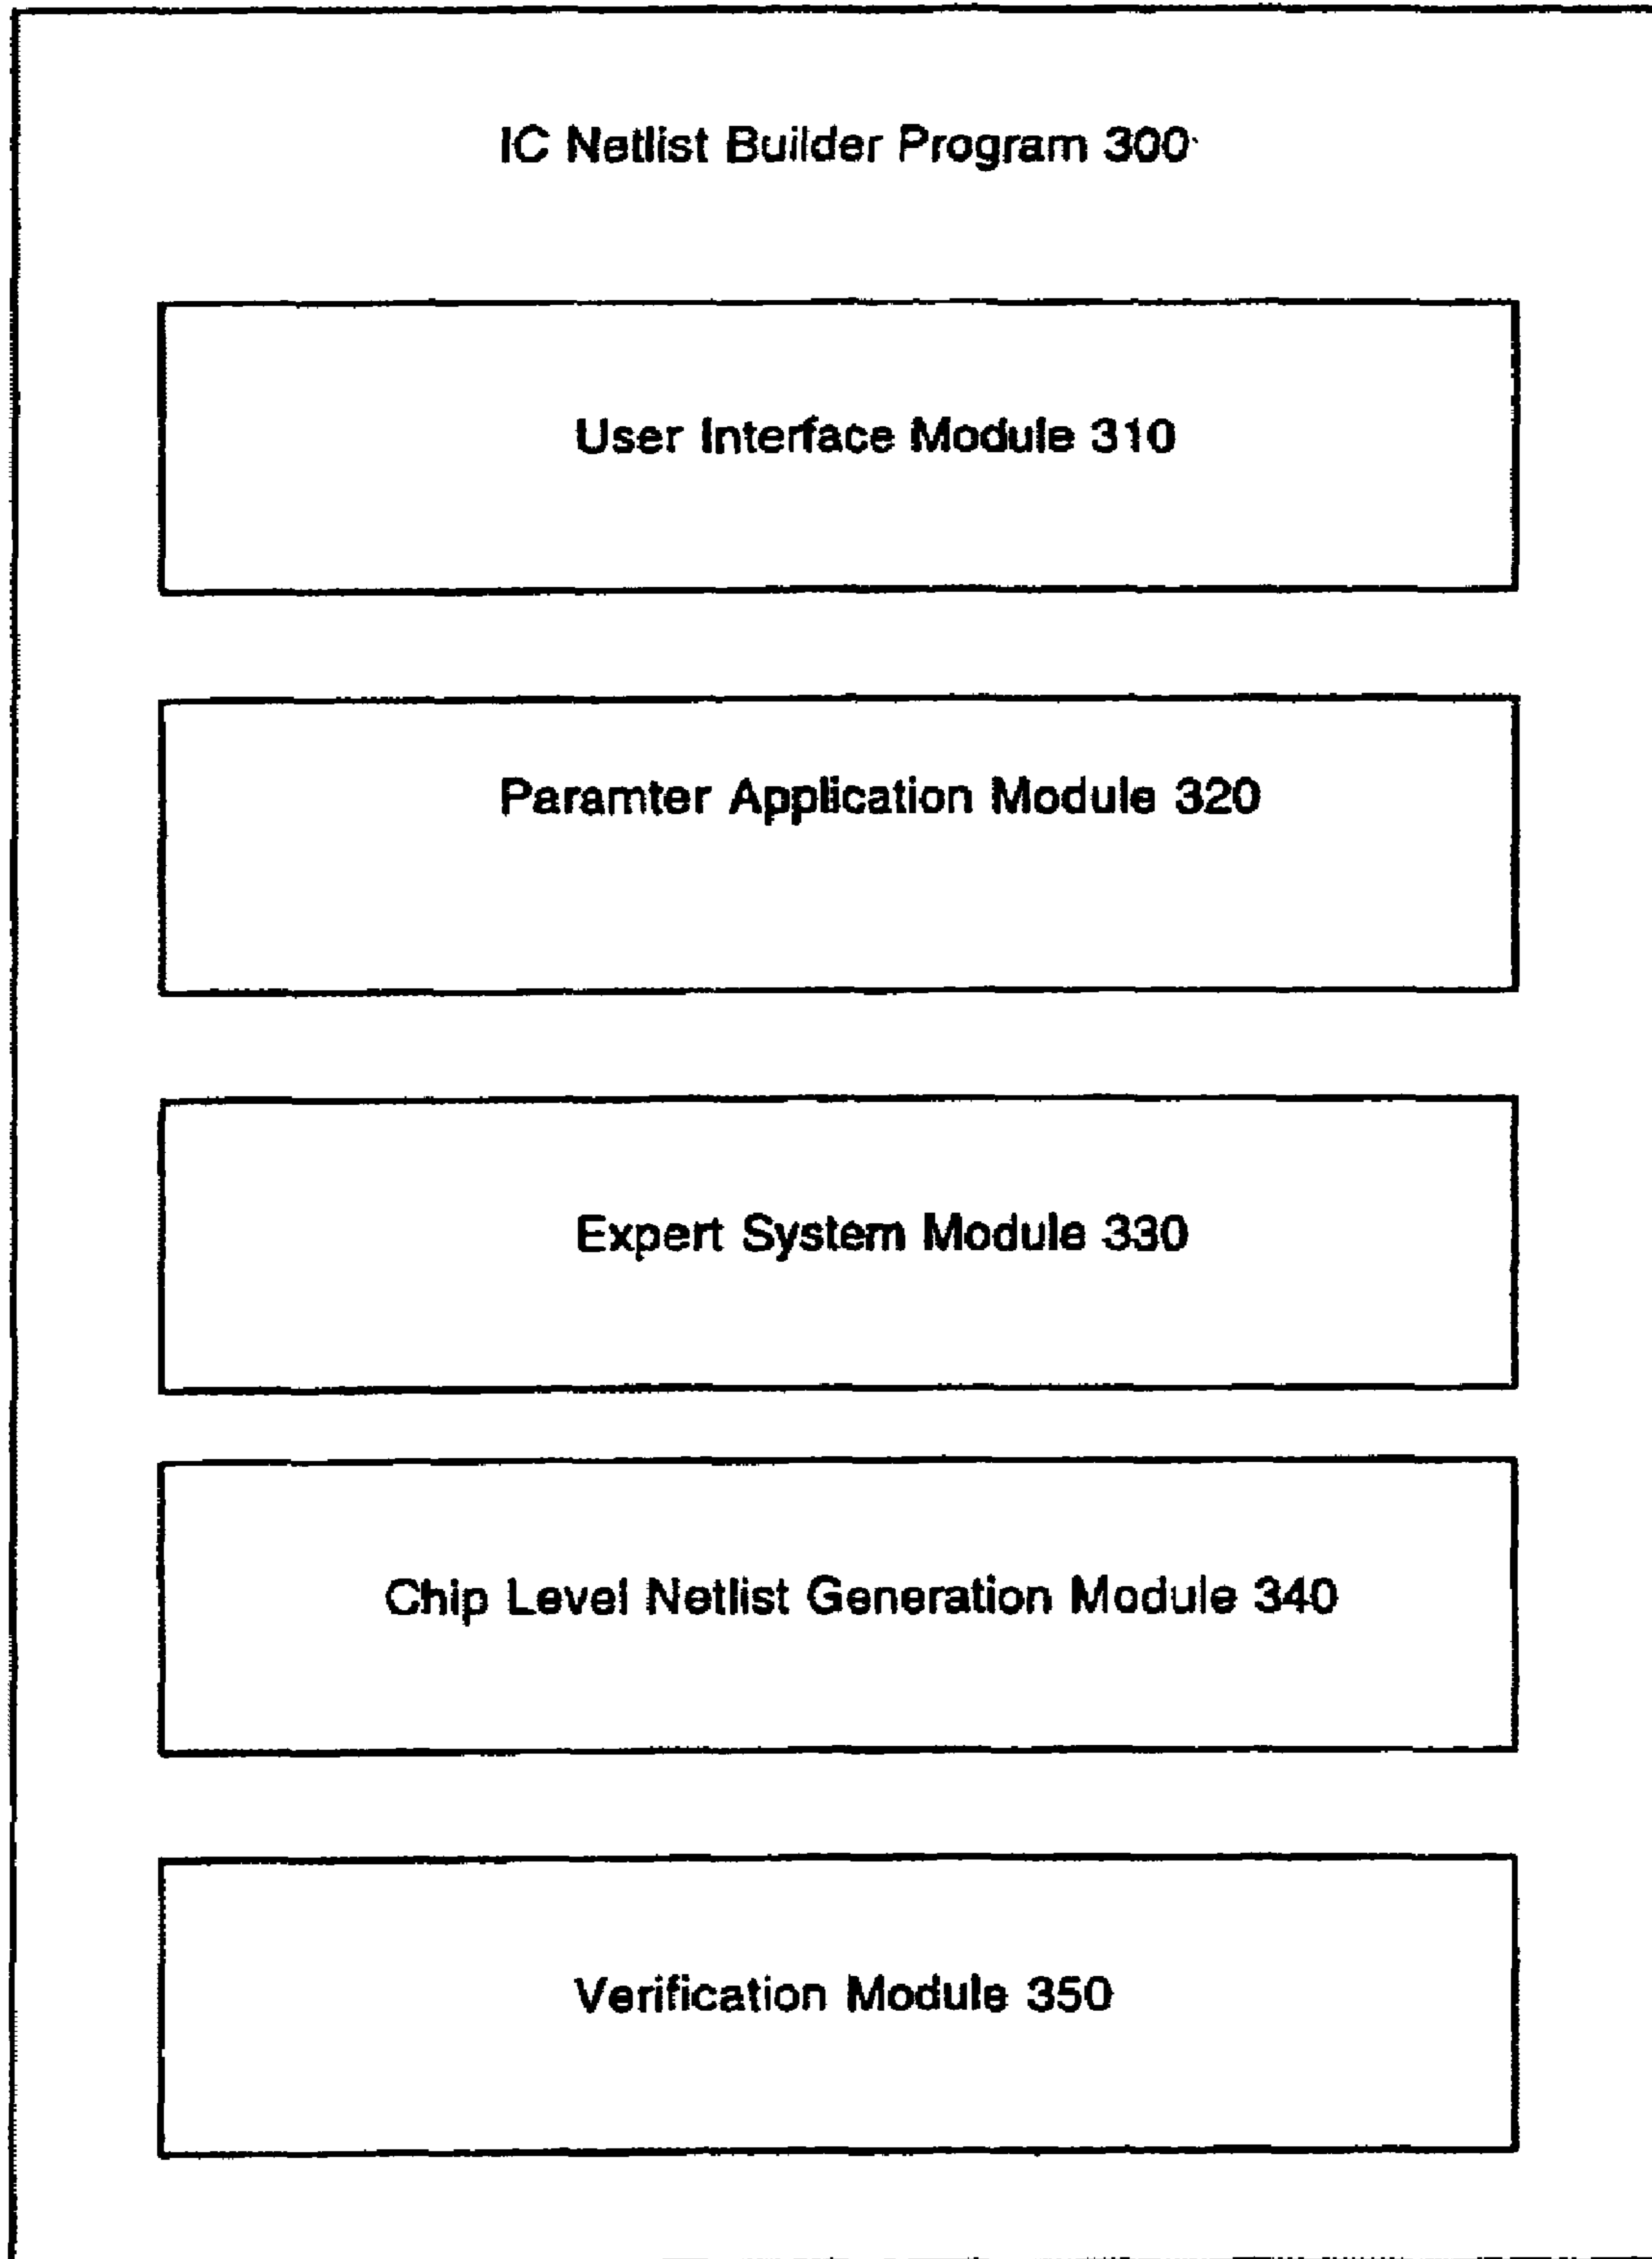 IC Netlist Builder Program 300
User Interface Module 310
Paramter Application Module 320
Expert System Module 330
Chip Level Netlist Generation Module 340
Verification Module 350